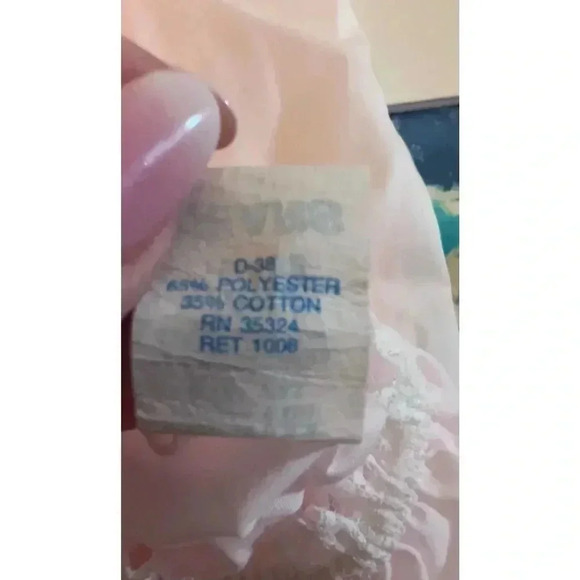 D-38
65% POLYESTER
35% COTTON
RN 35324
RET 1008